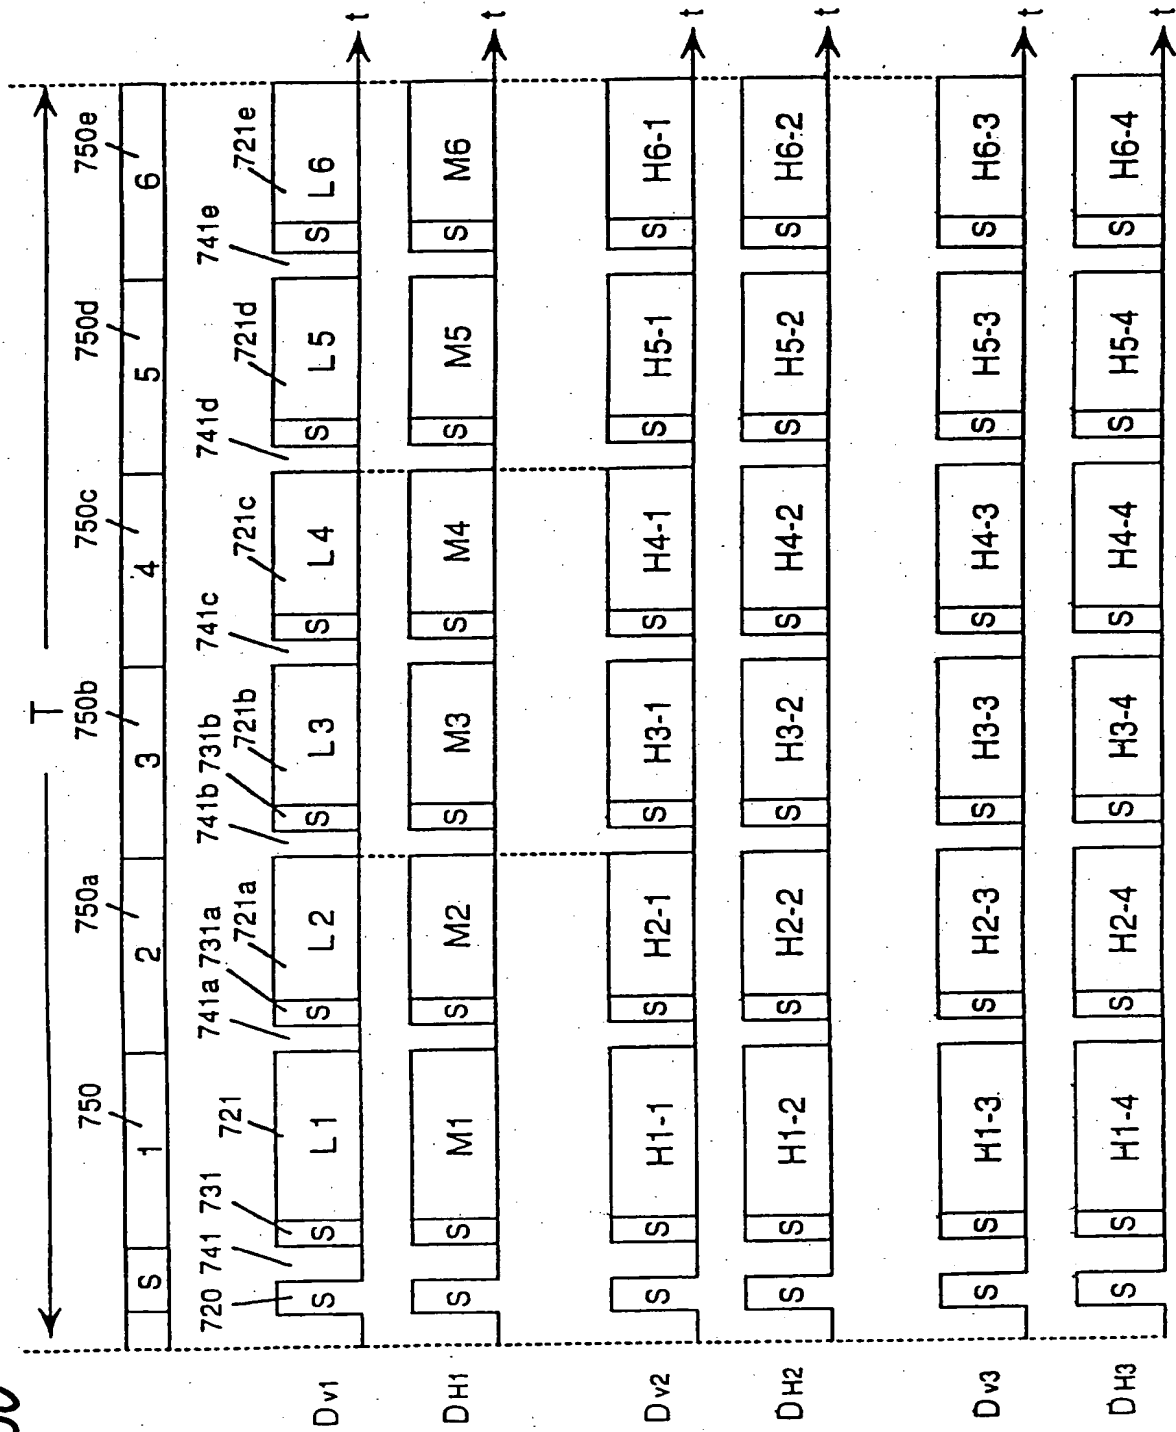 T
750 750a 750b 750c 750d 750e
S 1 2 3 4 5 6
720 741 731 721 741a 731a 721a 741b 731b 721b 741c 721c 741d 721d 741e 721e
Dv1 S S L1 S L2 S L3 S L4 S L5 S L6 t
DH1 S S M1 S M2 S M3 S M4 S M5 S M6 t
Dv2 S S H1-1 S H2-1 S H3-1 S H4-1 S H5-1 S H6-1 t
DH2 S S H1-2 S H2-2 S H3-2 S H4-2 S H5-2 S H6-2 t
Dv3 S S H1-3 S H2-3 S H3-3 S H4-3 S H5-3 S H6-3 t
DH3 S S H1-4 S H2-4 S H3-4 S H4-4 S H5-4 S H6-4 t